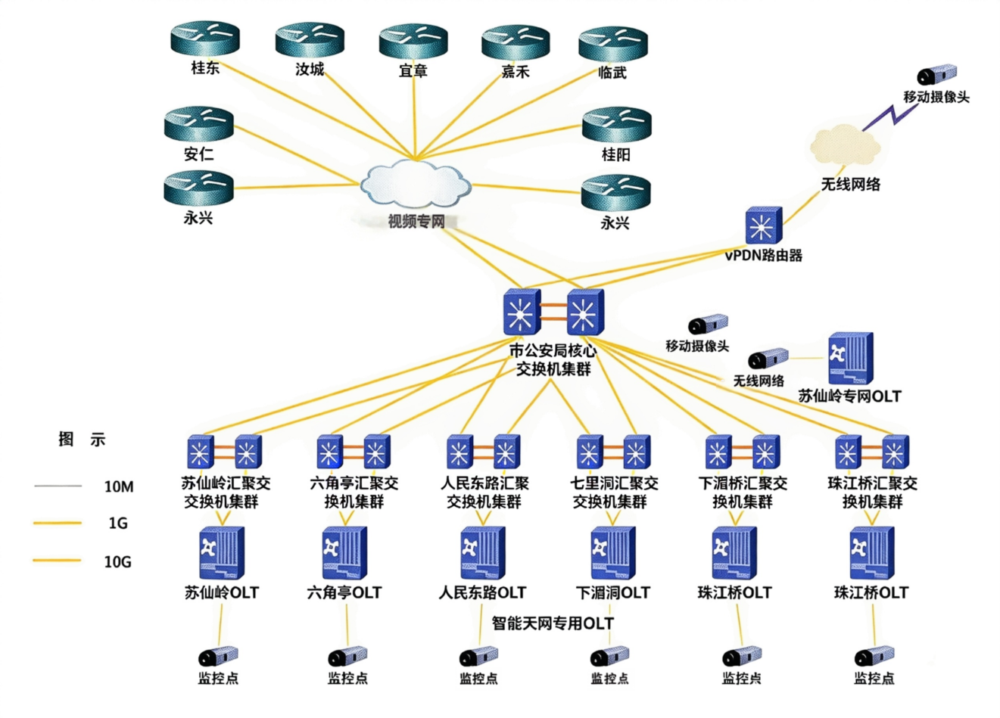 桂东
汝城
宜章
嘉禾
临武
移动摄像头
安仁
桂阳
无线网络
永兴
永兴
视频专网
vPDN路由器
市公安局核心
交换机集群
移动摄像头
无线网络
苏仙岭专网OLT
图 示
10M
1G
10G
苏仙岭汇聚交
交换机集群
六角亭汇聚交
换机集群
人民东路汇聚
交换机集群
七里洞汇聚交
交换机集群
下湄桥汇聚交
换机集群
珠江桥汇聚交
换机集群
苏仙岭OLT
六角亭OLT
人民东路OLT
下湄洞OLT
珠江桥OLT
珠江桥OLT
智能天网专用OLT
监控点
监控点
监控点
监控点
监控点
监控点